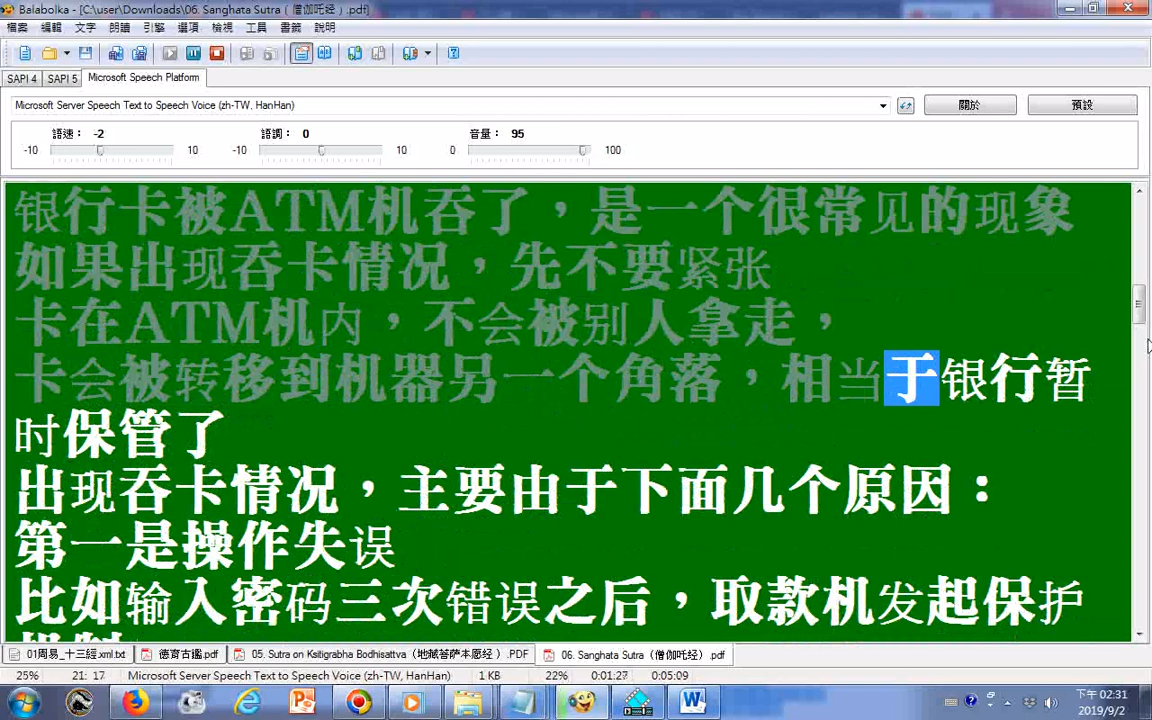 Balabolka - [C:\user\Downloads\06. Sanghata Sutra（僧伽吒经）.pdf]
檔案 編輯 文字 朗讀 引擎 選項 檢視 工具 書籤 說明
SAPI 4 SAPI 5 Microsoft Speech Platform
Microsoft Server Speech Text to Speech Voice (zh-TW, HanHan) 關於 預設
語速： -2 語調： 0 音量： 95
-10 10 -10 10 0 100
银行卡被ATM机吞了，是一个很常见的现象
如果出现吞卡情况，先不要紧张
卡在ATM机内，不会被别人拿走，
卡会被转移到机器另一个角落，相当于银行暂
时保管了
出现吞卡情况，主要由于下面几个原因：
第一是操作失误
比如输入密码三次错误之后，取款机发起保护
机制
01周易_十三經.xml.txt 德育古鑑.pdf 05. Sutra on Ksitigrabha Bodhisattva（地藏菩萨本愿经）.PDF 06. Sanghata Sutra（僧伽吒经）.pdf
25% 21: 17 Microsoft Server Speech Text to Speech Voice (zh-TW, HanHan) 1 KB 22% 0:01:27 0:05:09
下午 02:31
2019/9/2